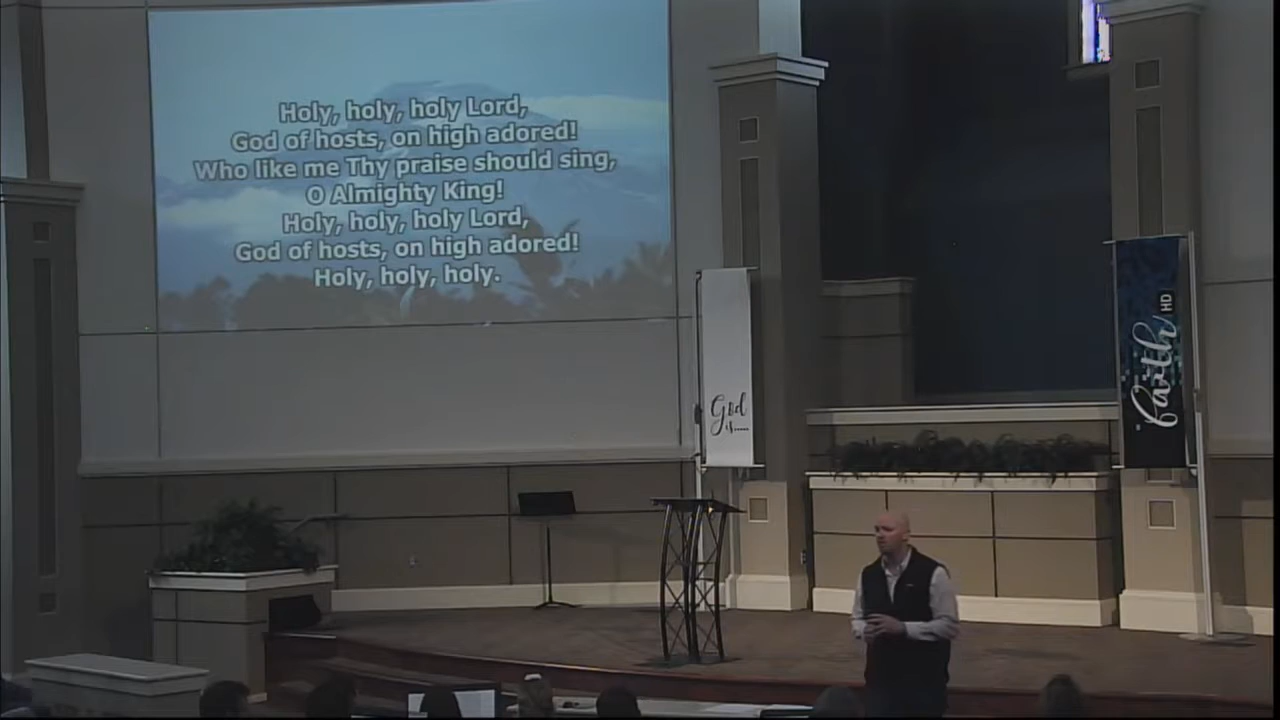 Holy, holy, holy Lord,
God of hosts, on high adored!
Who like me Thy praise should sing,
O Almighty King!
Holy, holy, holy Lord,
God of hosts, on high adored!
Holy, holy, holy.
God
is.....
faith
HD